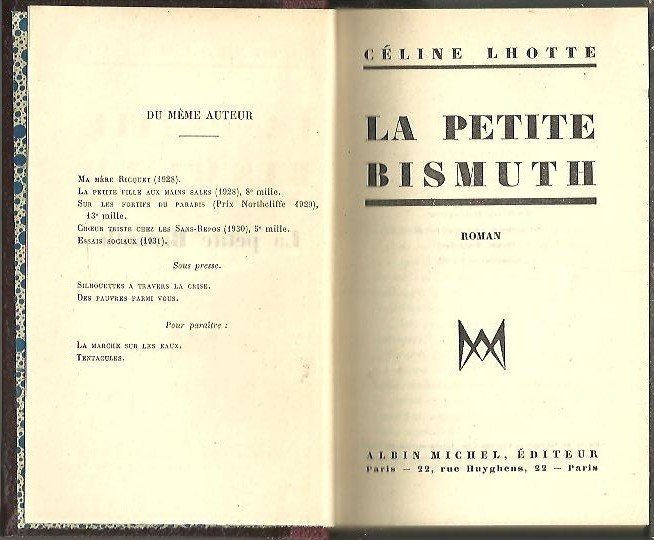 DU MÊME AUTEUR
MA MÈRE RICQUET (1928).
LA PETITE FILLE AUX MAINS SALES (1928), 8e mille.
SUR LES FORTIFS DU PARADIS (Prix Northcliffe 1929),
13e mille.
CHŒUR TRISTE CHEZ LES SANS-REPOS (1930), 5e mille.
ESSAIS SOCIAUX (1931).
Sous presse.
SILHOUETTES A TRAVERS LA CRISE.
DES PAUVRES PARMI VOUS.
Pour paraître :
LA MARCHE SUR LES EAUX.
TENTACULES.
CÉLINE LHOTTE
LA PETITE
BISMUTH
ROMAN
ALBIN MICHEL, ÉDITEUR
Paris — 22, rue Huyghens, 22 — Paris